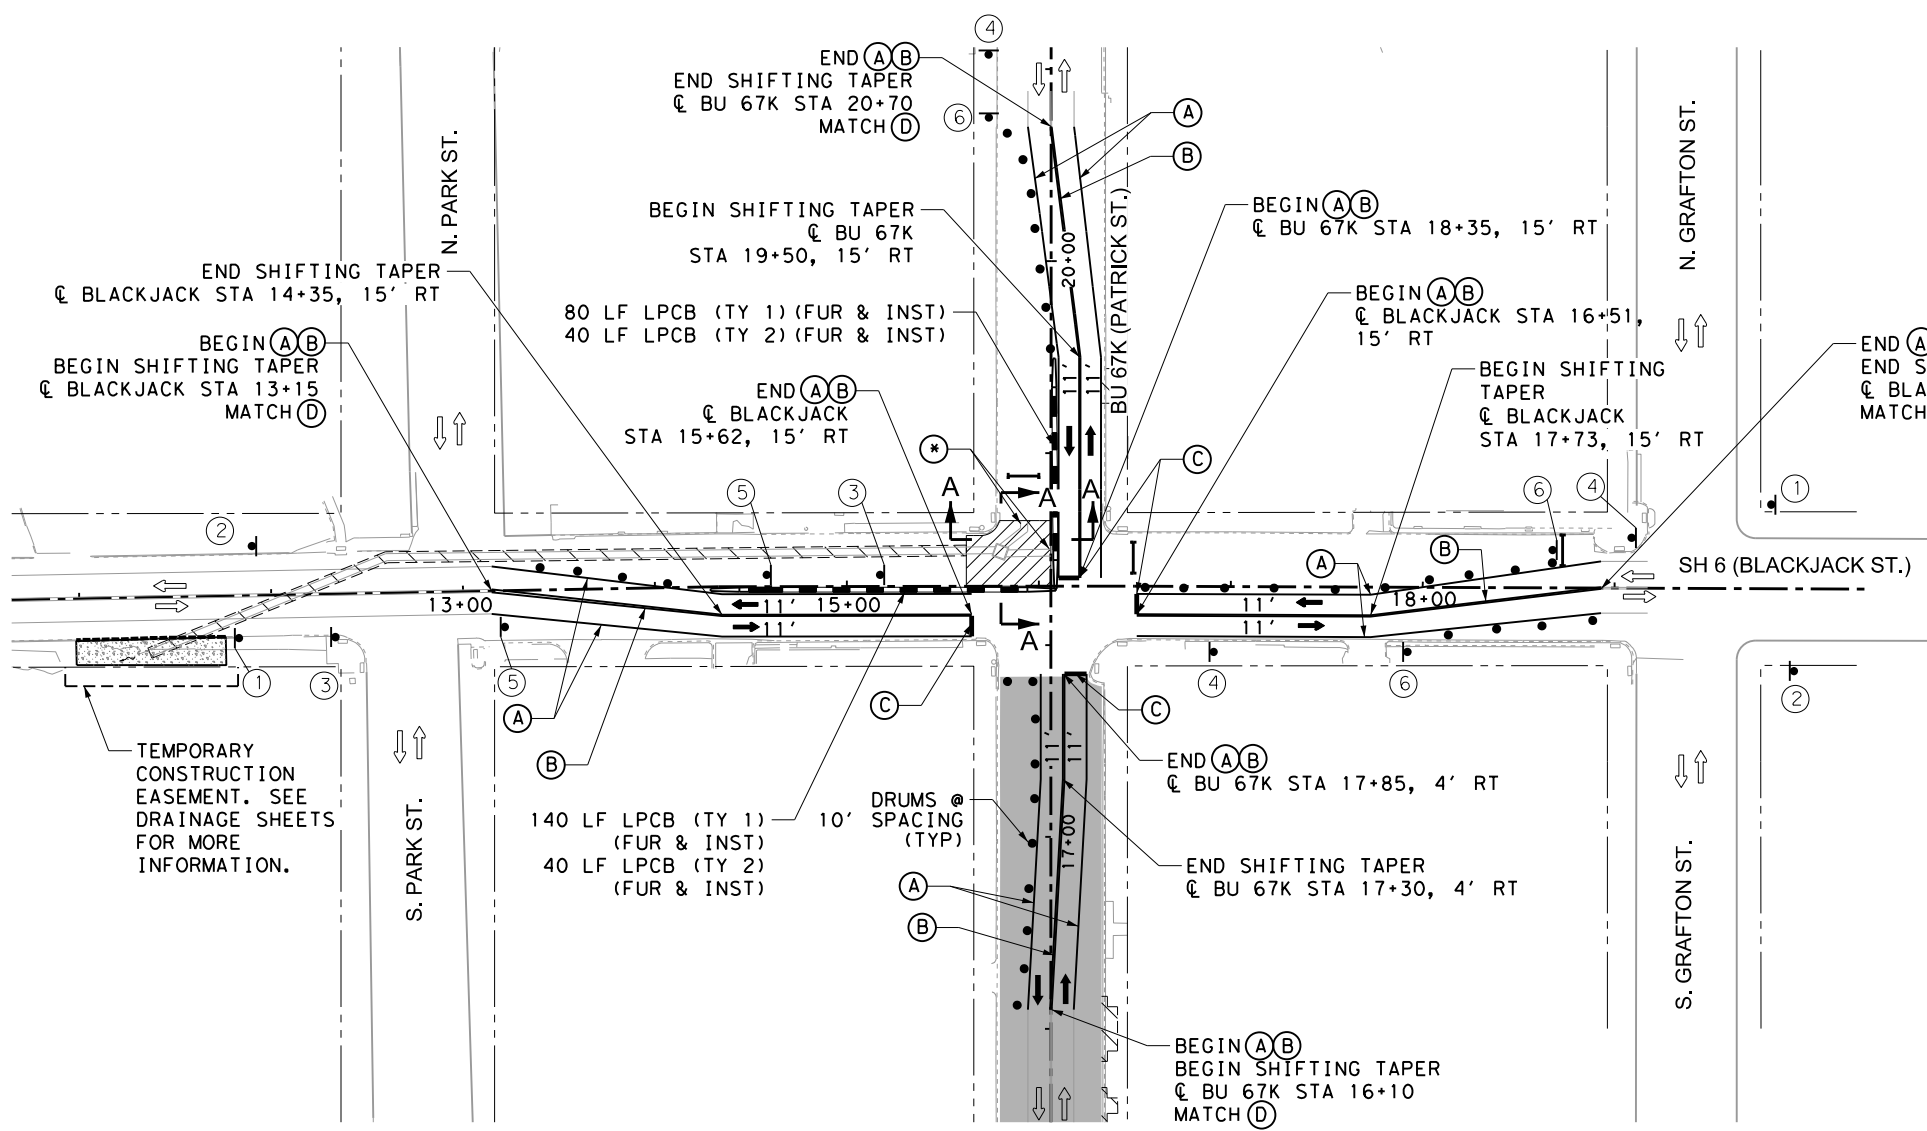 4
END A B
END SHIFTING TAPER
℄ BU 67K STA 20+70
MATCH D
6
A
B
N. PARK ST.
N. GRAFTON ST.
BEGIN SHIFTING TAPER
℄ BU 67K
STA 19+50, 15' RT
20+00
BU 67K (PATRICK ST.)
BEGIN A B
℄ BU 67K STA 18+35, 15' RT
END SHIFTING TAPER
℄ BLACKJACK STA 14+35, 15' RT
80 LF LPCB (TY 1)(FUR & INST)
40 LF LPCB (TY 2)(FUR & INST)
BEGIN A B
℄ BLACKJACK STA 16+51,
15' RT
BEGIN A B
BEGIN SHIFTING TAPER
℄ BLACKJACK STA 13+15
MATCH D
END A
END S
℄ BLA
MATCH
BEGIN SHIFTING
TAPER
℄ BLACKJACK
STA 17+73, 15' RT
END A B
℄ BLACKJACK
STA 15+62, 15' RT
11'
11'
*
C
A
A
A
5
3
6
4
1
2
A
B
SH 6 (BLACKJACK ST.)
13+00
11'
15+00
11'
11'
18+00
11'
A
1
3
5
A
B
C
4
6
2
C
TEMPORARY
CONSTRUCTION
EASEMENT. SEE
DRAINAGE SHEETS
FOR MORE
INFORMATION.
S. PARK ST.
11'
11'
END A B
℄ BU 67K STA 17+85, 4' RT
140 LF LPCB (TY 1)
(FUR & INST)
40 LF LPCB (TY 2)
(FUR & INST)
DRUMS @
10' SPACING
(TYP)
17+00
END SHIFTING TAPER
℄ BU 67K STA 17+30, 4' RT
A
B
S. GRAFTON ST.
BEGIN A B
BEGIN SHIFTING TAPER
℄ BU 67K STA 16+10
MATCH D